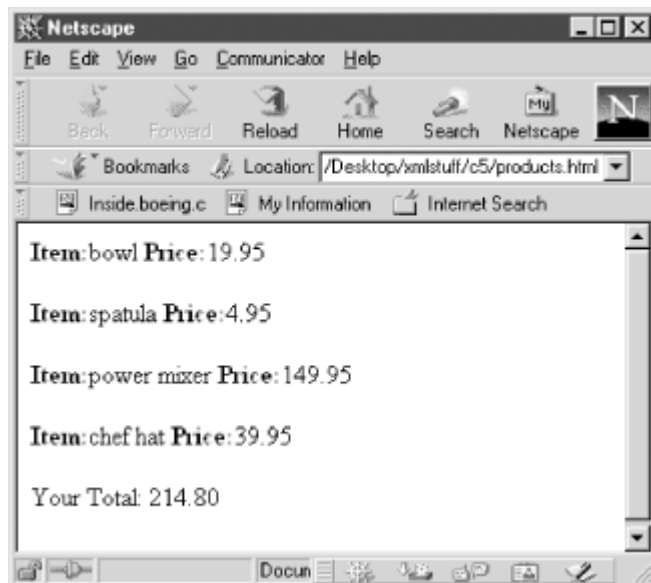 Netscape
File Edit View Go Communicator Help
Back Forward Reload Home Search Netscape
My
N
Bookmarks Location: /Desktop/xmlstuff/c5/products.html
Inside.boeing.c My Information Internet Search
Item:bowl Price:19.95
Item:spatula Price:4.95
Item:power mixer Price:149.95
Item:chef hat Price:39.95
Your Total: 214.80
Docun